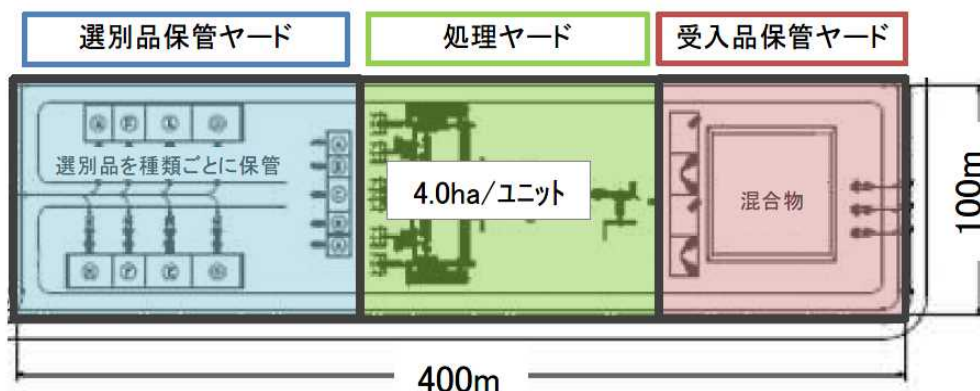 選別品保管ヤード
処理ヤード
受入品保管ヤード
選別品を種類ごとに保管
4.0ha/ユニット
混合物
100m
400m